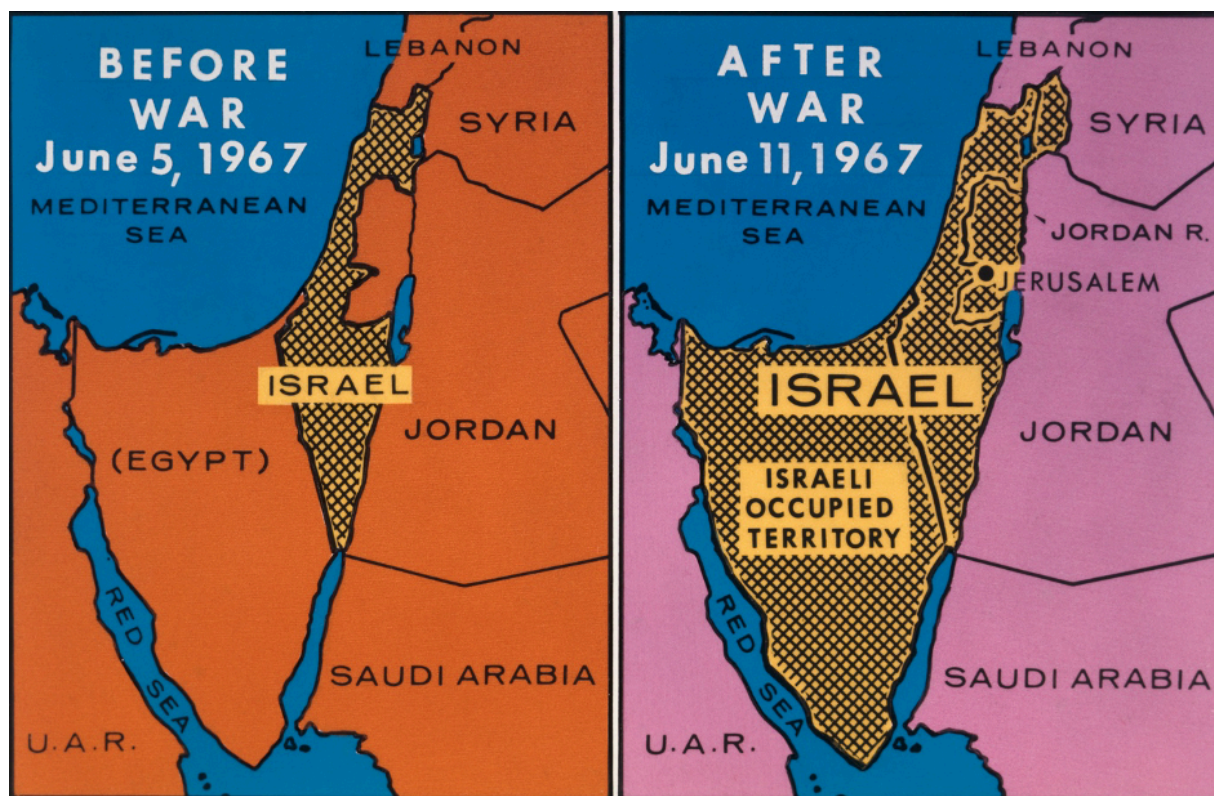 BEFORE
WAR
June 5, 1967
MEDITERRANEAN
SEA
LEBANON
SYRIA
ISRAEL
(EGYPT)
JORDAN
RED
SEA
SAUDI ARABIA
U.A.R.
AFTER
WAR
June 11, 1967
MEDITERRANEAN
SEA
LEBANON
SYRIA
JORDAN R.
JERUSALEM
ISRAEL
JORDAN
ISRAELI
OCCUPIED
TERRITORY
RED
SEA
SAUDI ARABIA
U.A.R.